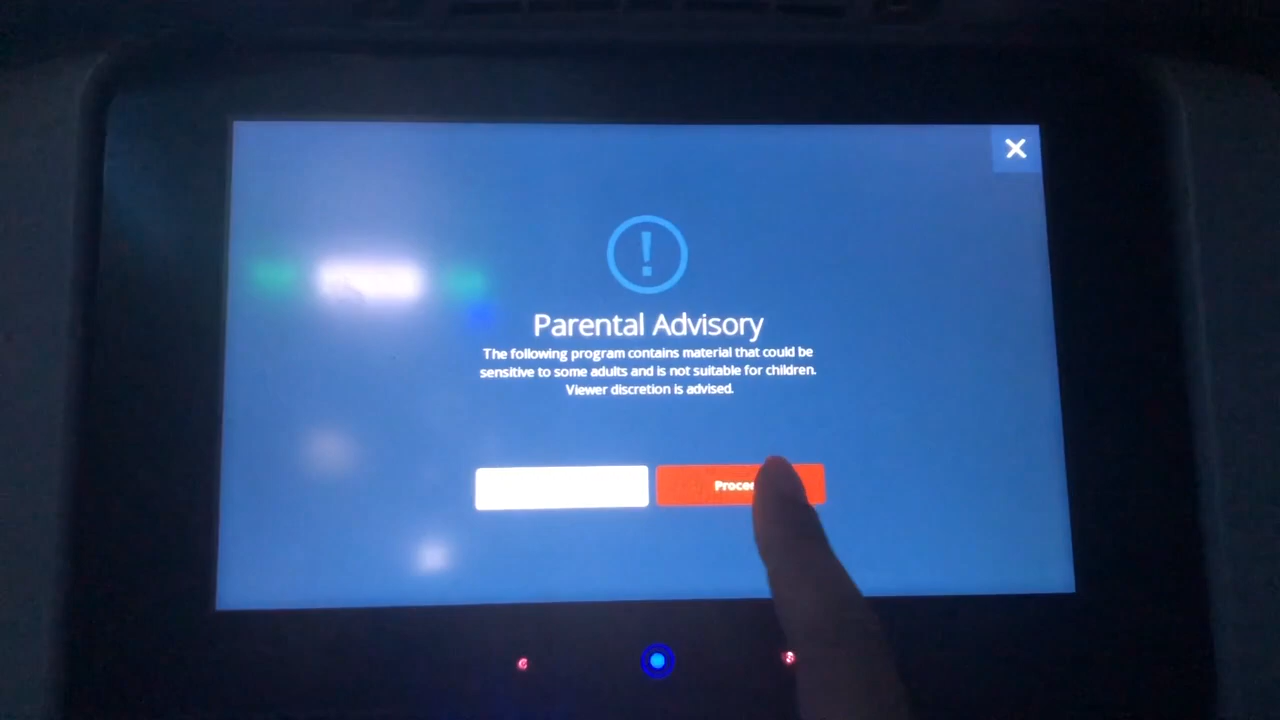 Parental Advisory
The following program contains material that could be
sensitive to some adults and is not suitable for children.
Viewer discretion is advised.